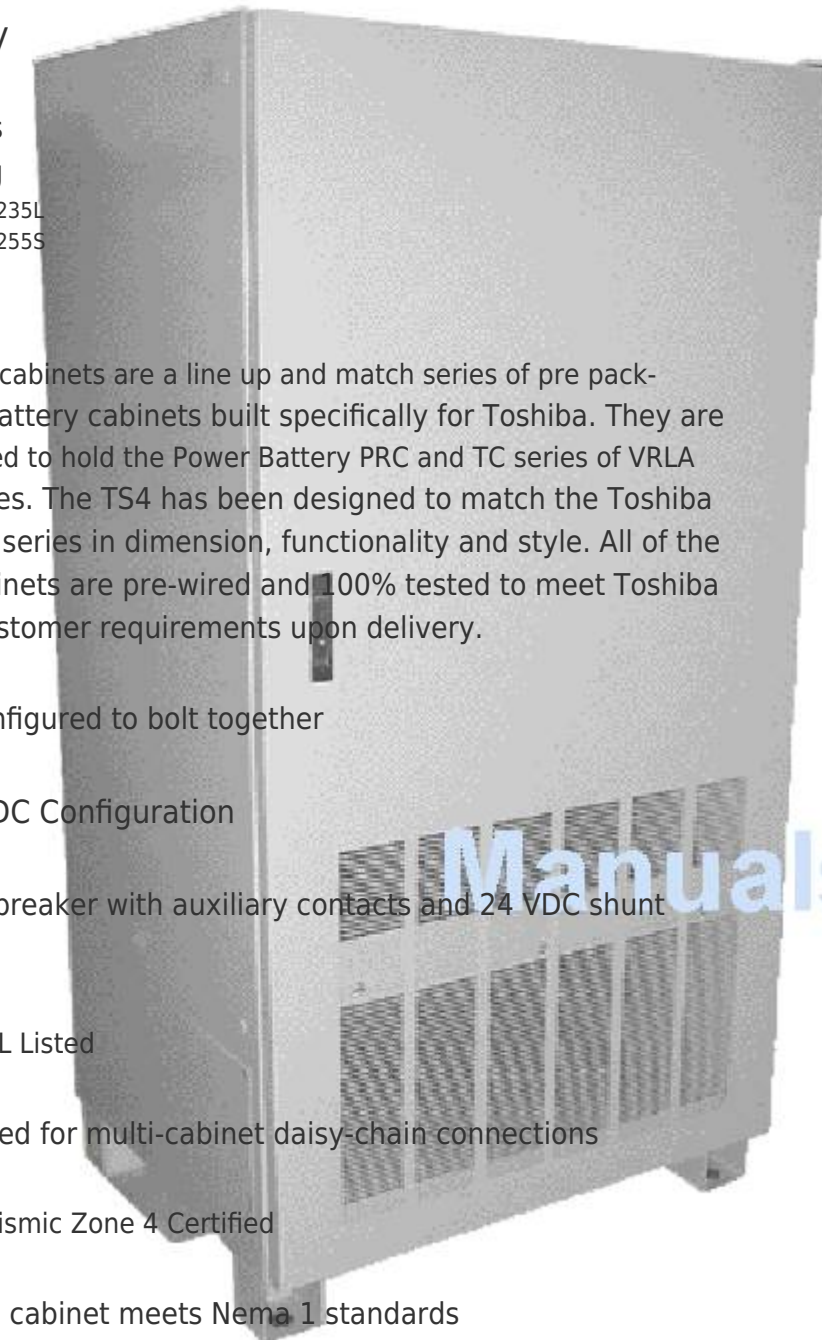 y
s
g
235L
255S
cabinets are a line up and match series of pre pack-
attery cabinets built specifically for Toshiba. They are
ed to hold the Power Battery PRC and TC series of VRLA
es. The TS4 has been designed to match the Toshiba
series in dimension, functionality and style. All of the
inets are pre-wired and 100% tested to meet Toshiba
stomer requirements upon delivery.
nfigured to bolt together
DC Configuration
breaker with auxiliary contacts and 24 VDC shunt
L Listed
ed for multi-cabinet daisy-chain connections
ismic Zone 4 Certified
cabinet meets Nema 1 standards
Manuals